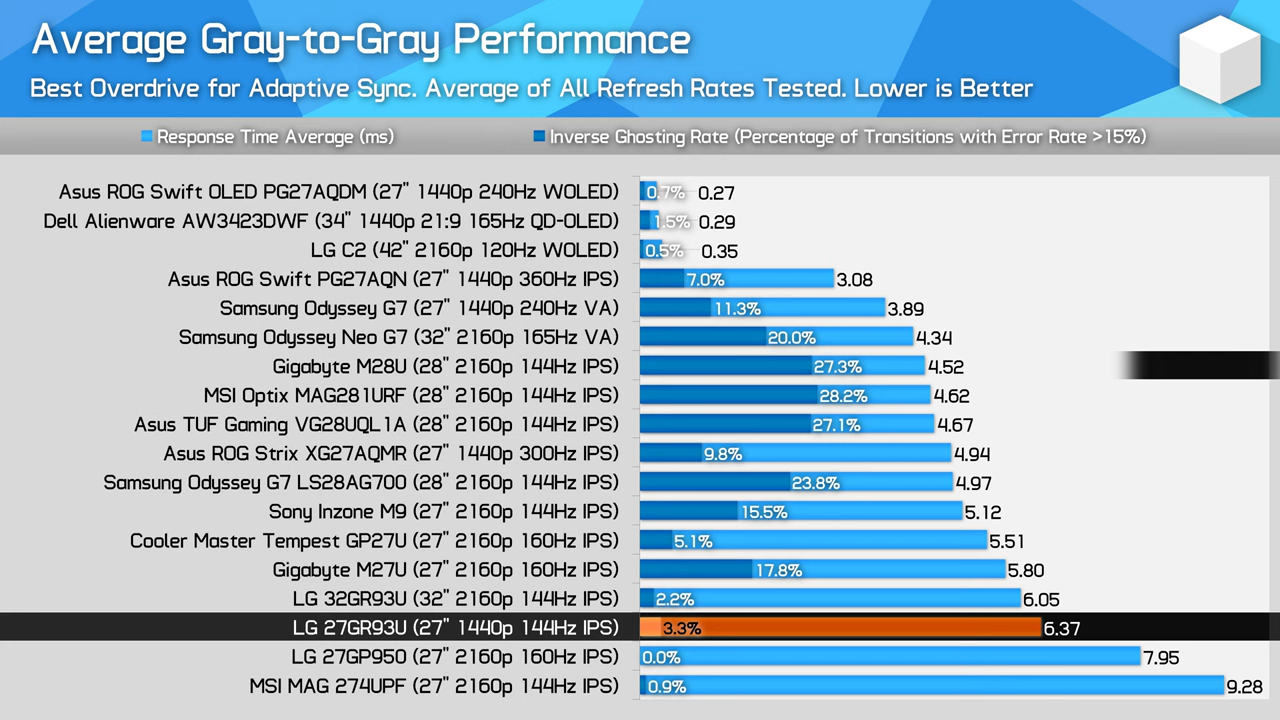 Average Gray-to-Gray Performance
Best Overdrive for Adaptive Sync. Average of All Refresh Rates Tested. Lower is Better
Response Time Average (ms) Inverse Ghosting Rate (Percentage of Transitions with Error Rate >15%)
Asus ROG Swift OLED PG27AQDM (27" 1440p 240Hz WOLED) 0.7% 0.27
Dell Alienware AW3423DWF (34" 1440p 21:9 165Hz QD-OLED) 1.5% 0.29
LG C2 (42" 2160p 120Hz WOLED) 0.5% 0.35
Asus ROG Swift PG27AQN (27" 1440p 360Hz IPS) 7.0% 3.08
Samsung Odyssey G7 (27" 1440p 240Hz VA) 11.3% 3.89
Samsung Odyssey Neo G7 (32" 2160p 165Hz VA) 20.0% 4.34
Gigabyte M28U (28" 2160p 144Hz IPS) 27.3% 4.52
MSI Optix MAG281URF (28" 2160p 144Hz IPS) 28.2% 4.62
Asus TUF Gaming VG28UQL1A (28" 2160p 144Hz IPS) 27.1% 4.67
Asus ROG Strix XG27AQMR (27" 1440p 300Hz IPS) 9.8% 4.94
Samsung Odyssey G7 LS28AG700 (28" 2160p 144Hz IPS) 23.8% 4.97
Sony Inzone M9 (27" 2160p 144Hz IPS) 15.5% 5.12
Cooler Master Tempest GP27U (27" 2160p 160Hz IPS) 5.1% 5.51
Gigabyte M27U (27" 2160p 160Hz IPS) 17.8% 5.80
LG 32GR93U (32" 2160p 144Hz IPS) 2.2% 6.05
LG 27GR93U (27" 1440p 144Hz IPS) 3.3% 6.37
LG 27GP950 (27" 2160p 160Hz IPS) 0.0% 7.95
MSI MAG 274UPF (27" 2160p 144Hz IPS) 0.9% 9.28